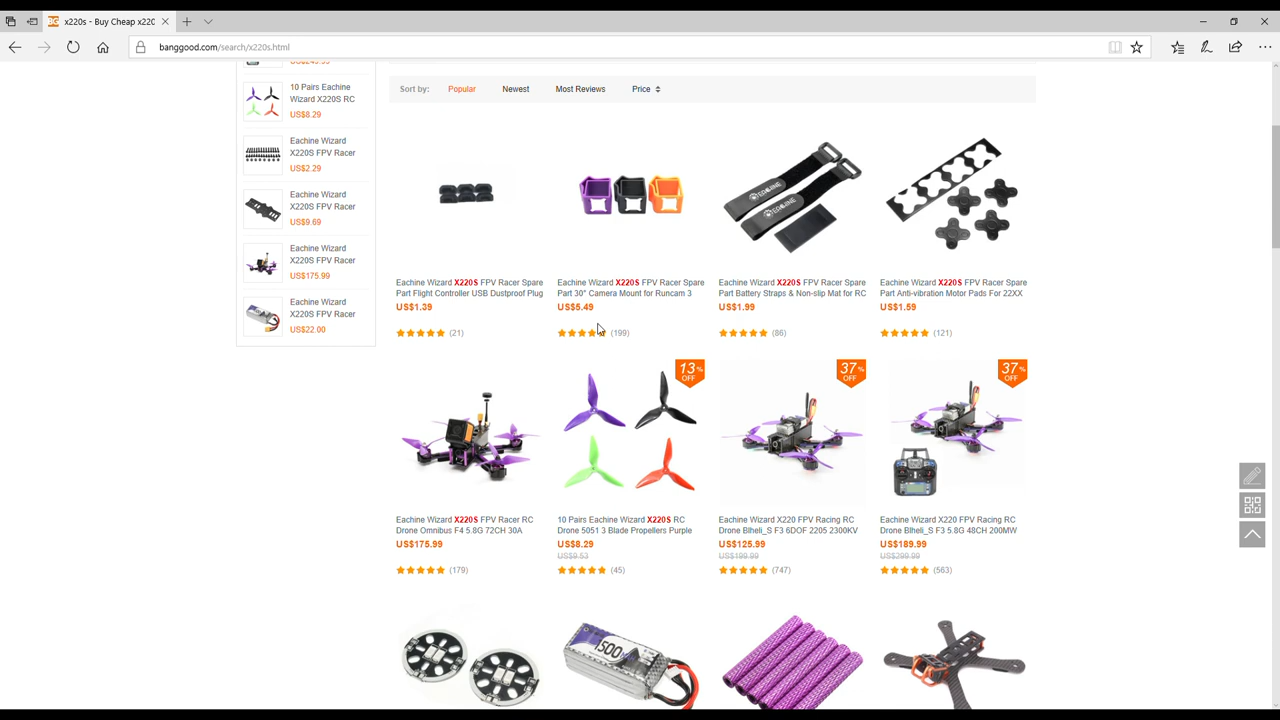 BG x220s - Buy Cheap x220
banggood.com/search/x220s.html
10 Pairs Eachine
Wizard X220S RC
US$8.29
Eachine Wizard
X220S FPV Racer
US$2.29
Eachine Wizard
X220S FPV Racer
US$9.69
Eachine Wizard
X220S FPV Racer
US$175.99
Eachine Wizard
X220S FPV Racer
US$22.00
Sort by: Popular Newest Most Reviews Price
EACHINE
EACHINE
Eachine Wizard X220S FPV Racer Spare
Part Flight Controller USB Dustproof Plug
US$1.39
(21)
Eachine Wizard X220S FPV Racer Spare
Part 30° Camera Mount for Runcam 3
US$5.49
(199)
Eachine Wizard X220S FPV Racer Spare
Part Battery Straps & Non-slip Mat for RC
US$1.99
(86)
Eachine Wizard X220S FPV Racer Spare
Part Anti-vibration Motor Pads For 22XX
US$1.59
(121)
13%
OFF
37%
OFF
37%
OFF
Eachine Wizard X220S FPV Racer RC
Drone Omnibus F4 5.8G 72CH 30A
US$175.99
(179)
10 Pairs Eachine Wizard X220S RC
Drone 5051 3 Blade Propellers Purple
US$8.29
US$9.53
(45)
Eachine Wizard X220 FPV Racing RC
Drone Blheli_S F3 6DOF 2205 2300KV
US$125.99
US$199.99
(747)
Eachine Wizard X220 FPV Racing RC
Drone Blheli_S F3 5.8G 48CH 200MW
US$189.99
US$299.99
(563)
1500